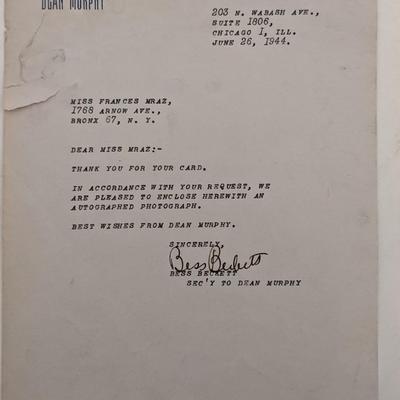 DEAN MURPHY
203 N. WABASH AVE.,
SUITE 1806,
CHICAGO 1, ILL.
JUNE 26, 1944.
MISS FRANCES MRAZ,
1768 ARNOW AVE.,
BRONX 67, N. Y.
DEAR MISS MRAZ:-
THANK YOU FOR YOUR CARD.
IN ACCORDANCE WITH YOUR REQUEST, WE
ARE PLEASED TO ENCLOSE HEREWITH AN
AUTOGRAPHED PHOTOGRAPH.
BEST WISHES FROM DEAN MURPHY.
SINCERELY,
Bess Beckett
BESS BECKETT
SEC'Y TO DEAN MURPHY